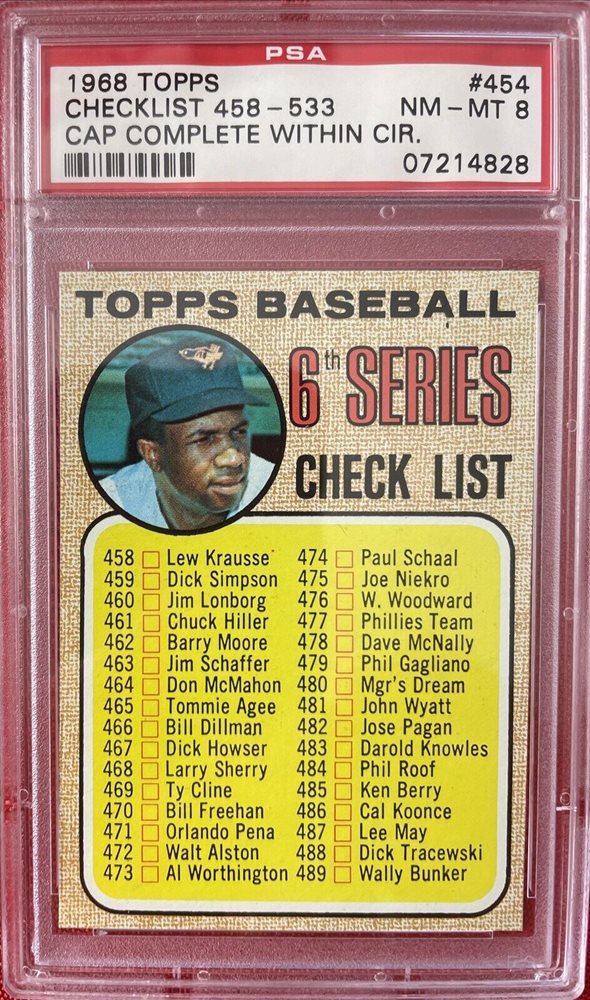 PSA
1968 TOPPS #454
CHECKLIST 458-533 NM-MT 8
CAP COMPLETE WITHIN CIR.
07214828
TOPPS BASEBALL
6th SERIES
CHECK LIST
458 Lew Krausse
459 Dick Simpson
460 Jim Lonborg
461 Chuck Hiller
462 Barry Moore
463 Jim Schaffer
464 Don McMahon
465 Tommie Agee
466 Bill Dillman
467 Dick Howser
468 Larry Sherry
469 Ty Cline
470 Bill Freehan
471 Orlando Pena
472 Walt Alston
473 Al Worthington
474 Paul Schaal
475 Joe Niekro
476 W. Woodward
477 Phillies Team
478 Dave McNally
479 Phil Gagliano
480 Mgr's Dream
481 John Wyatt
482 Jose Pagan
483 Darold Knowles
484 Phil Roof
485 Ken Berry
486 Cal Koonce
487 Lee May
488 Dick Tracewski
489 Wally Bunker